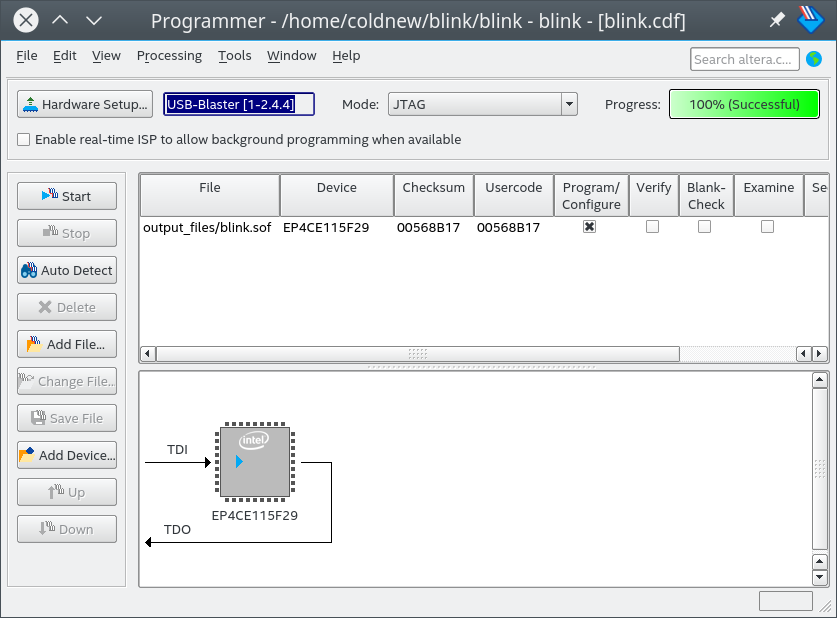 Programmer - /home/coldnew/blink/blink - blink - [blink.cdf]
File Edit View Processing Tools Window Help
Search altera.c...
Hardware Setup... USB-Blaster [1-2.4.4] Mode: JTAG Progress: 100% (Successful)
Enable real-time ISP to allow background programming when available
Start
Stop
Auto Detect
Delete
Add File...
Change File..
Save File
Add Device...
Up
Down
File Device Checksum Usercode Program/ Verify Blank- Examine Se
Configure Check
output_files/blink.sof EP4CE115F29 00568B17 00568B17
intel
TDI
EP4CE115F29
TDO